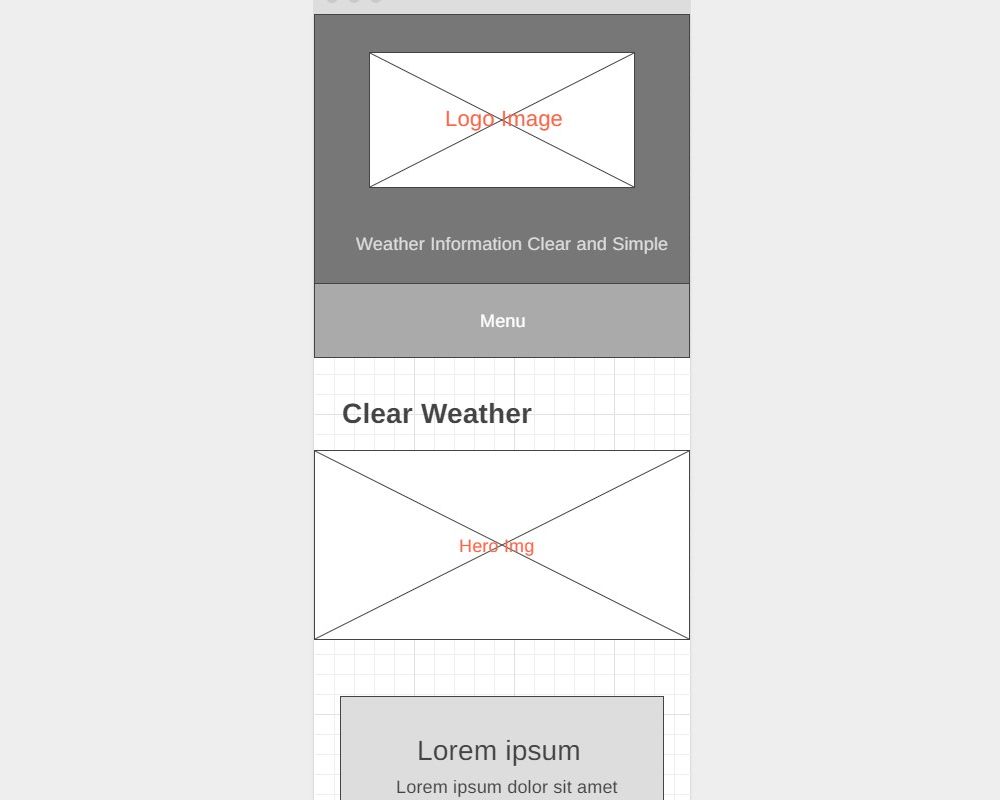 Logo Image
Weather Information Clear and Simple
Menu
Clear Weather
Hero Img
Lorem ipsum
Lorem ipsum dolor sit amet